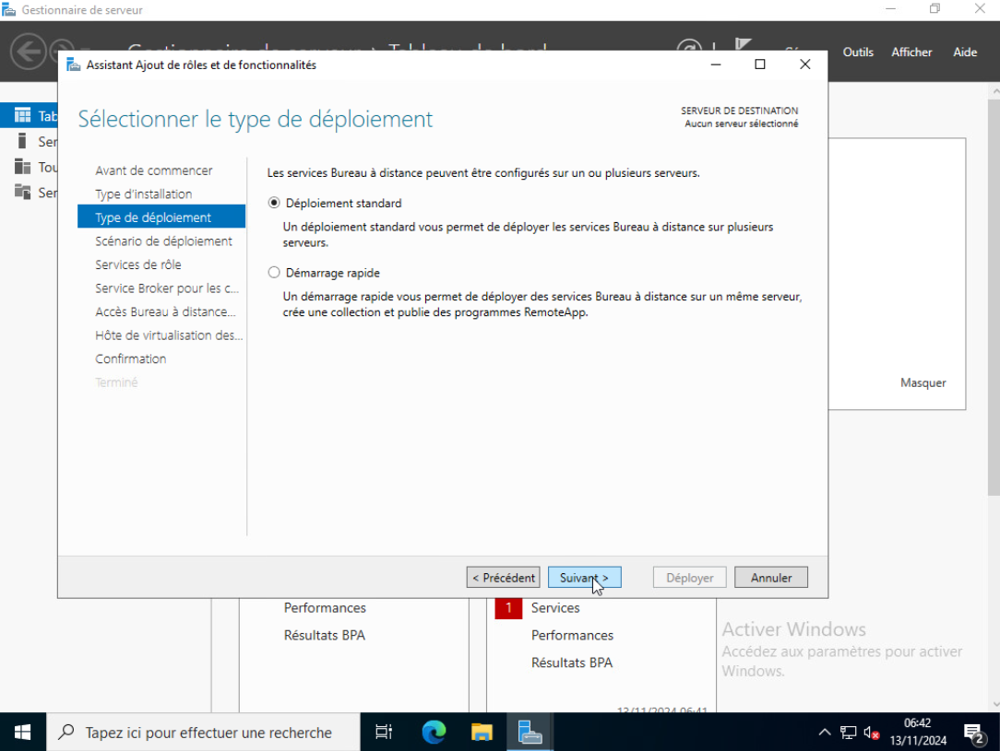 Gestionnaire de serveur
Outils
Afficher
Aide
Assistant Ajout de rôles et de fonctionnalités
Sélectionner le type de déploiement
SERVEUR DE DESTINATION
Aucun serveur sélectionné
Avant de commencer
Type d'installation
Type de déploiement
Scénario de déploiement
Services de rôle
Service Broker pour les c...
Accès Bureau à distance...
Hôte de virtualisation des...
Confirmation
Terminé
Les services Bureau à distance peuvent être configurés sur un ou plusieurs serveurs.
Déploiement standard
Un déploiement standard vous permet de déployer les services Bureau à distance sur plusieurs
serveurs.
Démarrage rapide
Un démarrage rapide vous permet de déployer des services Bureau à distance sur un même serveur,
crée une collection et publie des programmes RemoteApp.
Masquer
< Précédent
Suivant >
Déployer
Annuler
Performances
Résultats BPA
1 Services
Performances
Résultats BPA
13/11/2024 06:41
Activer Windows
Accédez aux paramètres pour activer
Windows.
Tapez ici pour effectuer une recherche
06:42
13/11/2024
2